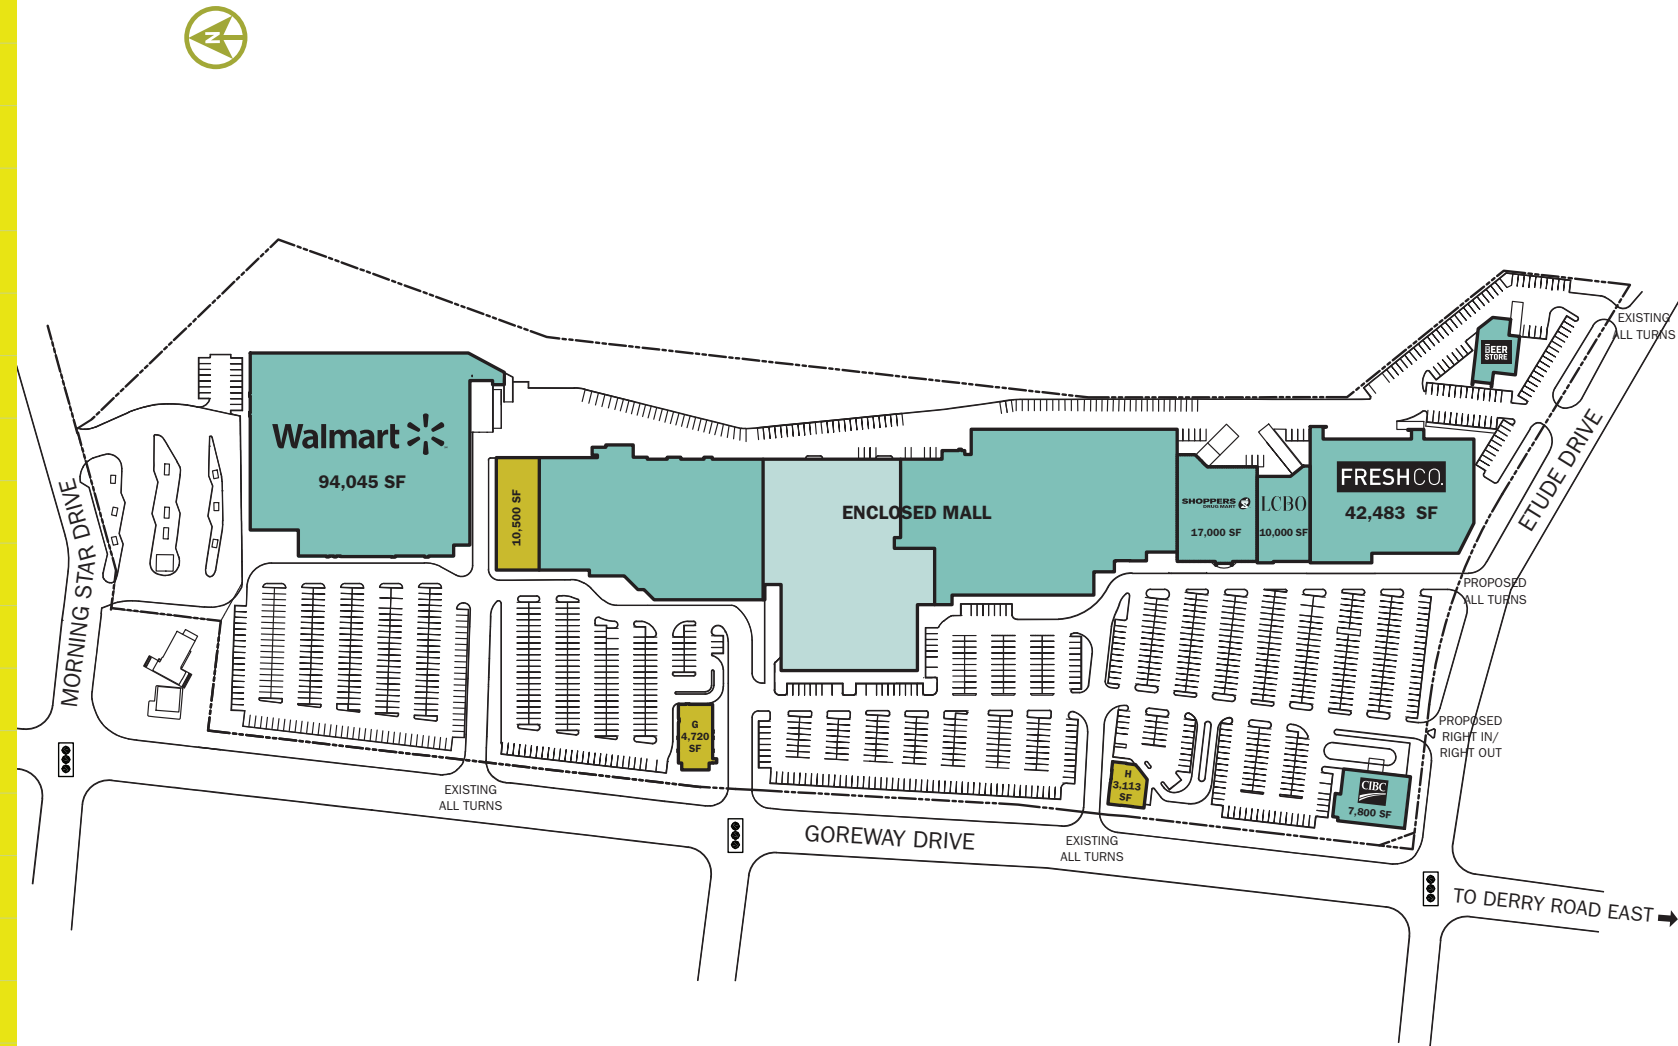 N
EXISTING
ALL TURNS
THE
BEER
STORE
Walmart
94,045 SF
10,500 SF
ENCLOSED MALL
SHOPPERS
DRUG MART
17,000 SF
LCBO
10,000 SF
FRESHCO.
42,483 SF
ETUDE DRIVE
MORNING STAR DRIVE
PROPOSED
ALL TURNS
G
4,720
SF
PROPOSED
RIGHT IN/
RIGHT OUT
H
3,113
SF
CIBC
7,800 SF
EXISTING
ALL TURNS
GOREWAY DRIVE
EXISTING
ALL TURNS
TO DERRY ROAD EAST